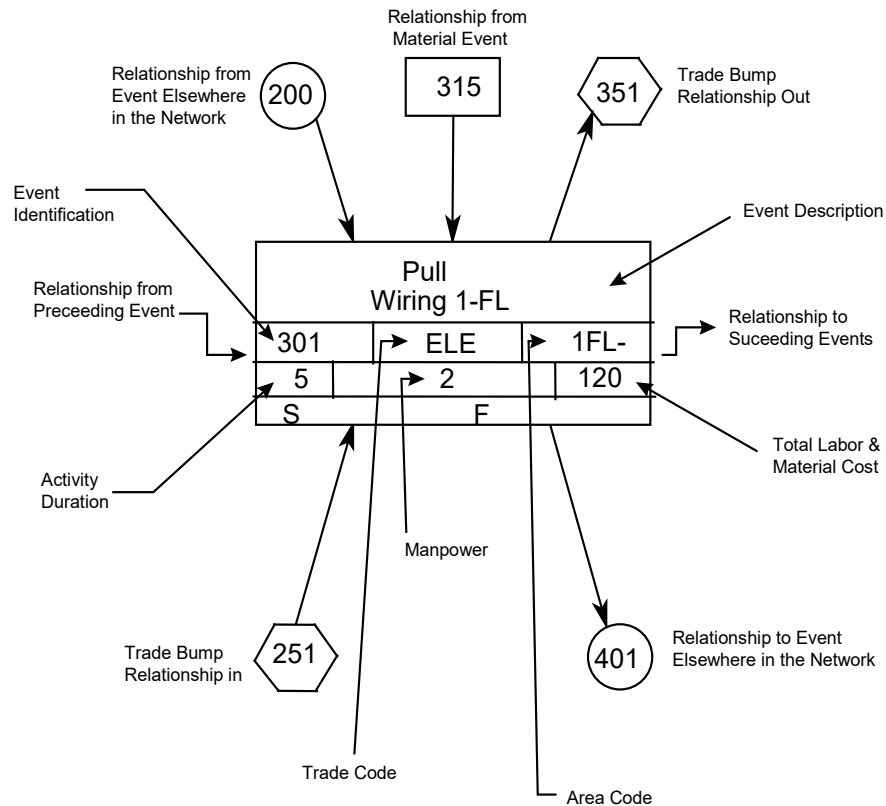 Relationship from
Material Event
Relationship from
Event Elsewhere
in the Network
200
315
351
Trade Bump
Relationship Out
Event
Identification
Event Description
Pull
Wiring 1-FL
Relationship from
Preceeding Event
301
ELE
1FL-
Relationship to
Suceeding Events
5
2
120
S
F
Total Labor &
Material Cost
Activity
Duration
Manpower
Trade Bump
Relationship in
251
401
Relationship to Event
Elsewhere in the Network
Trade Code
Area Code